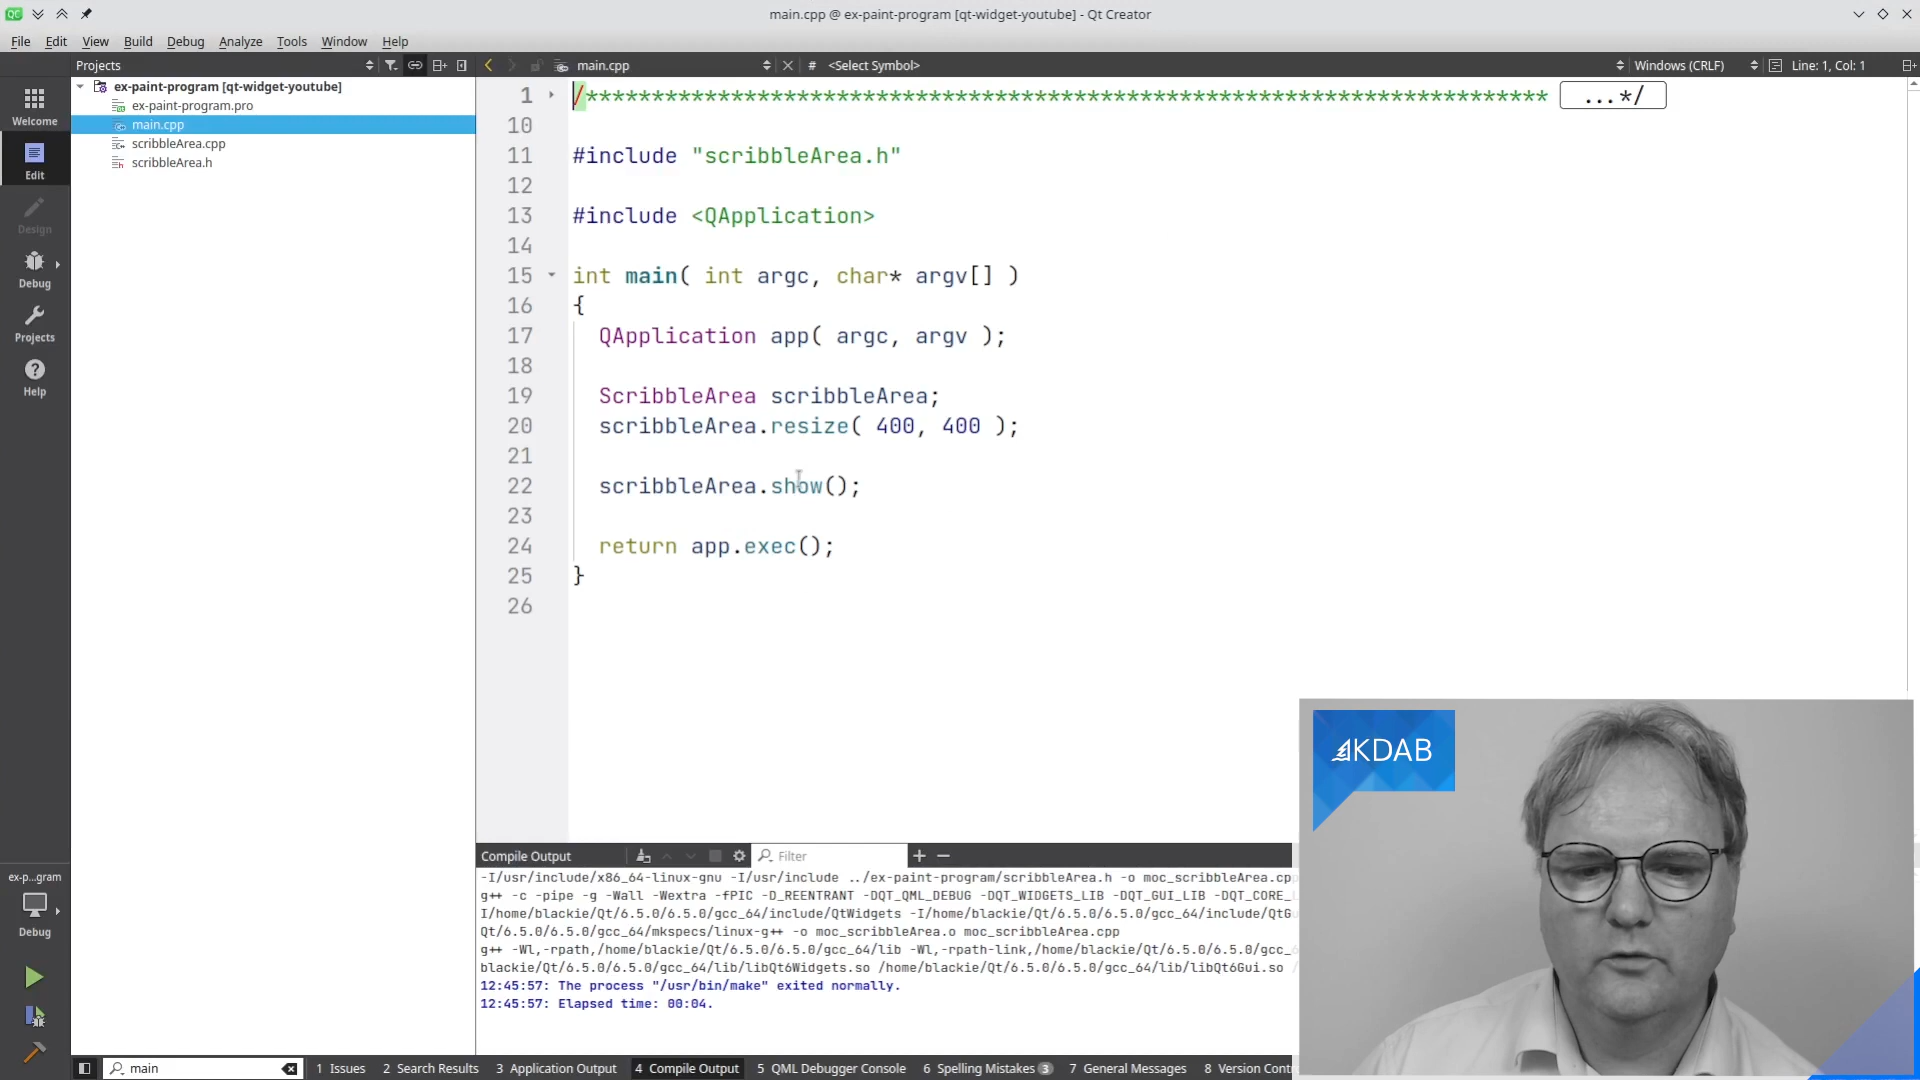 main.cpp @ ex-paint-program [qt-widget-youtube] - Qt Creator
File Edit View Build Debug Analyze Tools Window Help
Projects
main.cpp
# <Select Symbol>
Windows (CRLF)
Line: 1, Col: 1
Welcome
Edit
Design
Debug
Projects
Help
ex-p...gram
Debug
ex-paint-program [qt-widget-youtube]
ex-paint-program.pro
main.cpp
scribbleArea.cpp
scribbleArea.h
1 /************************************************************************* ...*/
10
11 #include "scribbleArea.h"
12
13 #include <QApplication>
14
15 int main( int argc, char* argv[] )
16 {
17 QApplication app( argc, argv );
18
19 ScribbleArea scribbleArea;
20 scribbleArea.resize( 400, 400 );
21
22 scribbleArea.show();
23
24 return app.exec();
25 }
26
KDAB
Compile Output
Filter
-I/usr/include/x86_64-linux-gnu -I/usr/include ../ex-paint-program/scribbleArea.h -o moc_scribbleArea.cpp
g++ -c -pipe -g -Wall -Wextra -fPIC -D_REENTRANT -DQT_QML_DEBUG -DQT_WIDGETS_LIB -DQT_GUI_LIB -DQT_CORE_L
I/home/blackie/Qt/6.5.0/6.5.0/gcc_64/include/QtWidgets -I/home/blackie/Qt/6.5.0/6.5.0/gcc_64/include/QtGu
Qt/6.5.0/6.5.0/gcc_64/mkspecs/linux-g++ -o moc_scribbleArea.o moc_scribbleArea.cpp
g++ -Wl,-rpath,/home/blackie/Qt/6.5.0/6.5.0/gcc_64/lib -Wl,-rpath-link,/home/blackie/Qt/6.5.0/6.5.0/gcc_6
blackie/Qt/6.5.0/6.5.0/gcc_64/lib/libQt6Widgets.so /home/blackie/Qt/6.5.0/6.5.0/gcc_64/lib/libQt6Gui.so /
12:45:57: The process "/usr/bin/make" exited normally.
12:45:57: Elapsed time: 00:04.
main
1 Issues 2 Search Results 3 Application Output 4 Compile Output 5 QML Debugger Console 6 Spelling Mistakes 3 7 General Messages 8 Version Contr